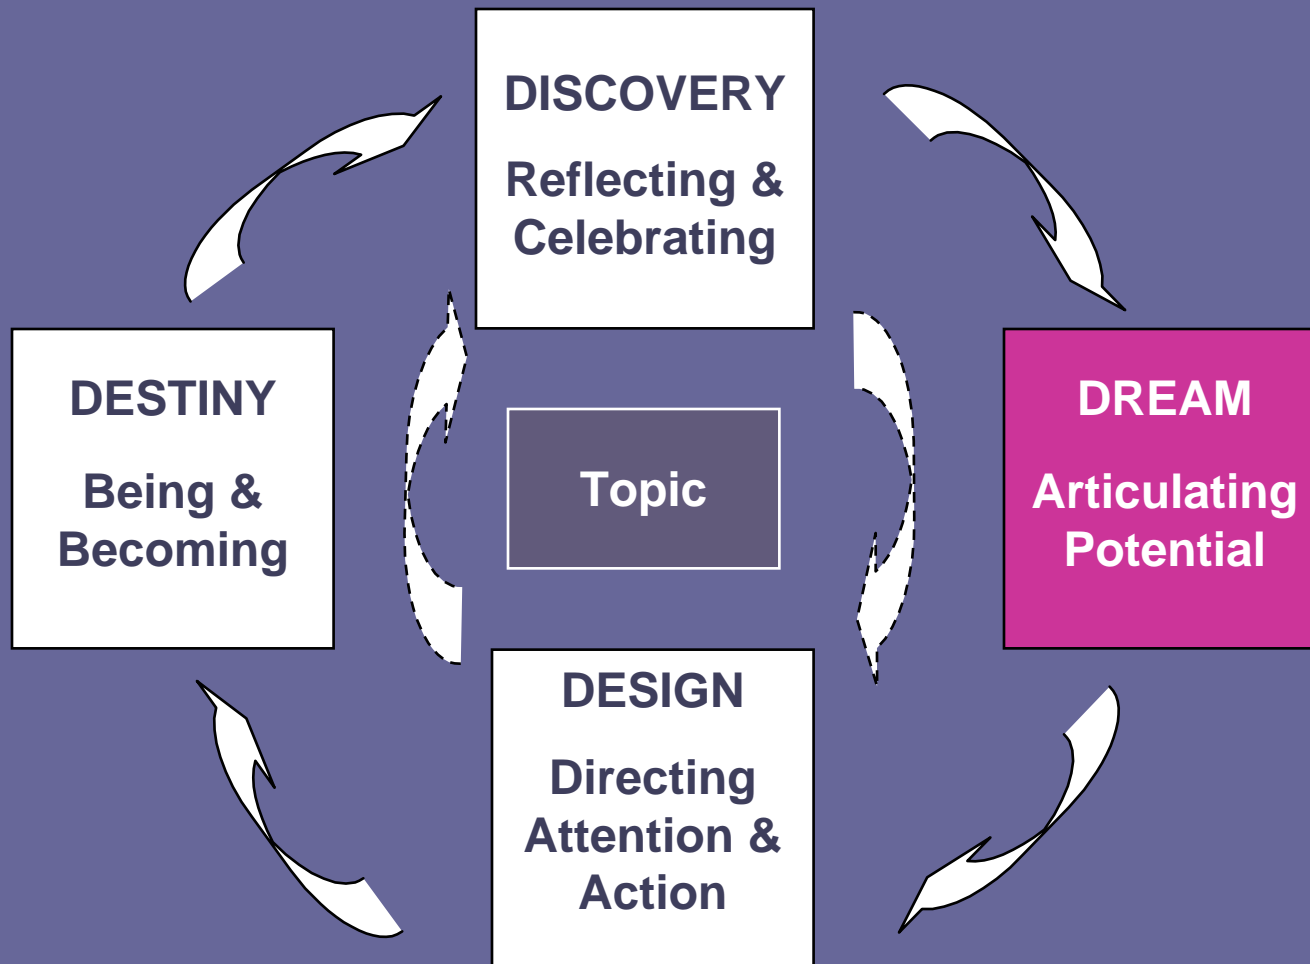 DISCOVERY
Reflecting &
Celebrating
DESTINY
Being &
Becoming
Topic
DREAM
Articulating
Potential
DESIGN
Directing
Attention &
Action